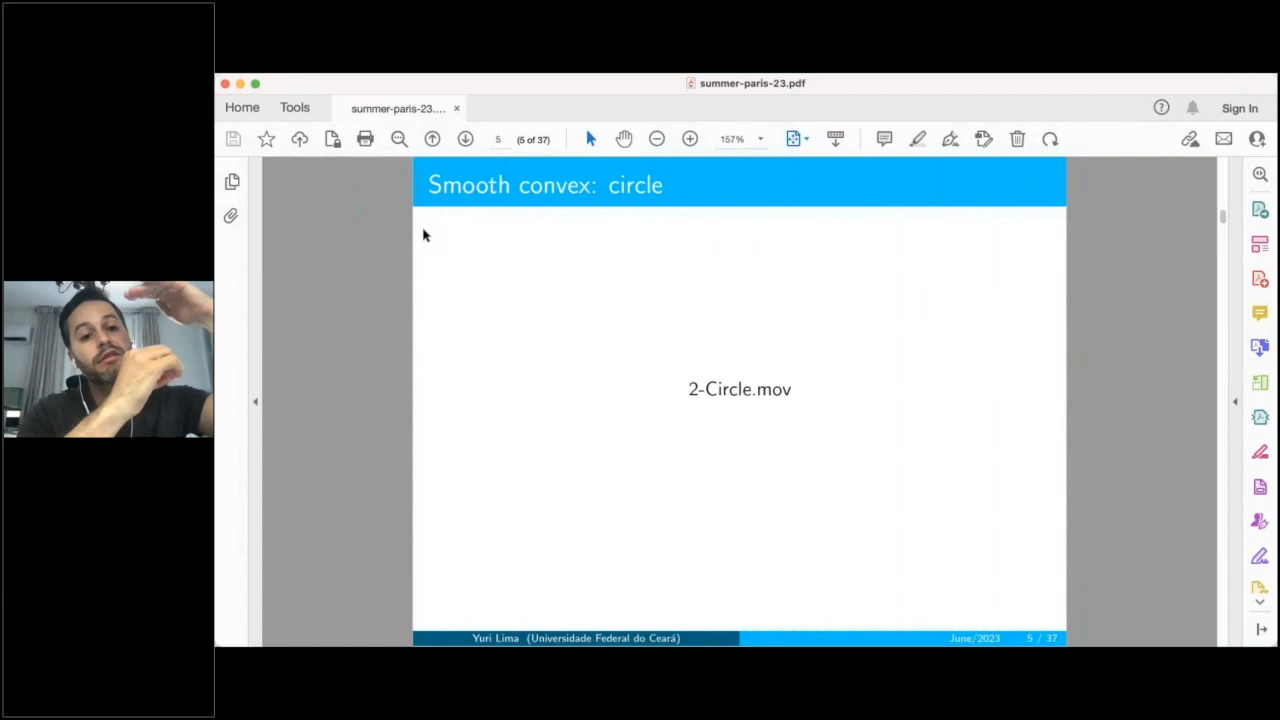 summer-paris-23.pdf
Home
Tools
summer-paris-23....
×
Sign In
5
(5 of 37)
157%
Smooth convex: circle
2-Circle.mov
Yuri Lima (Universidade Federal do Ceará)
June/2023
5 / 37